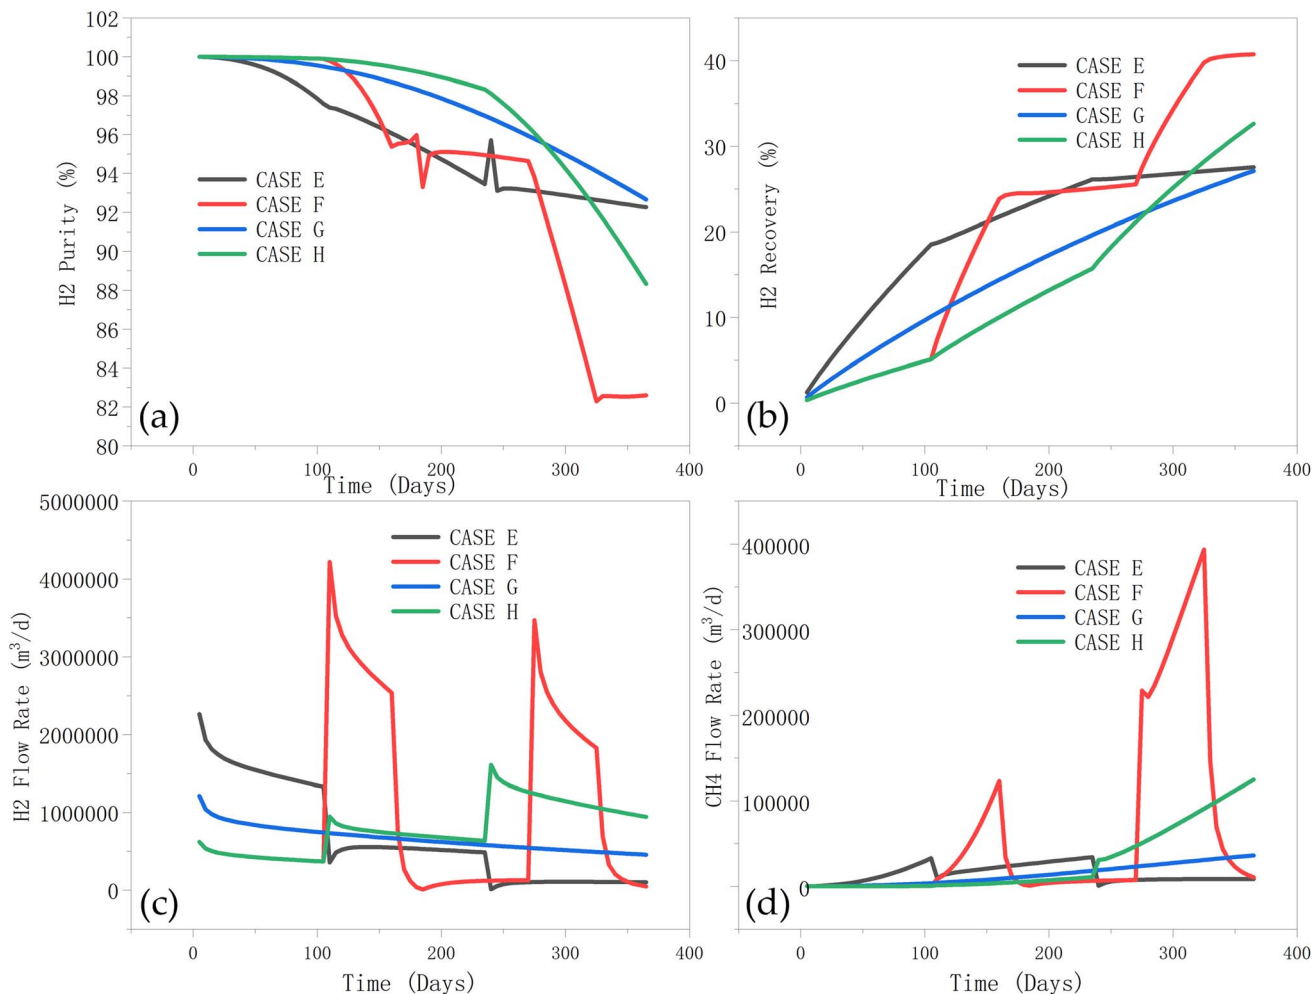 102
100
98
96
94
92
90
88
86
84
82
80
H2 Purity (%)
CASE E
CASE F
CASE G
CASE H
(a)
0
100
200
300
400
Time (Days)
40
30
20
10
0
H2 Recovery (%)
CASE E
CASE F
CASE G
CASE H
(b)
0
100
200
300
400
Time (Days)
5000000
4000000
3000000
2000000
1000000
0
H2 Flow Rate (m³/d)
CASE E
CASE F
CASE G
CASE H
(c)
0
100
200
300
400
Time (Days)
400000
300000
200000
100000
0
CH4 Flow Rate (m³/d)
CASE E
CASE F
CASE G
CASE H
(d)
0
100
200
300
400
Time (Days)